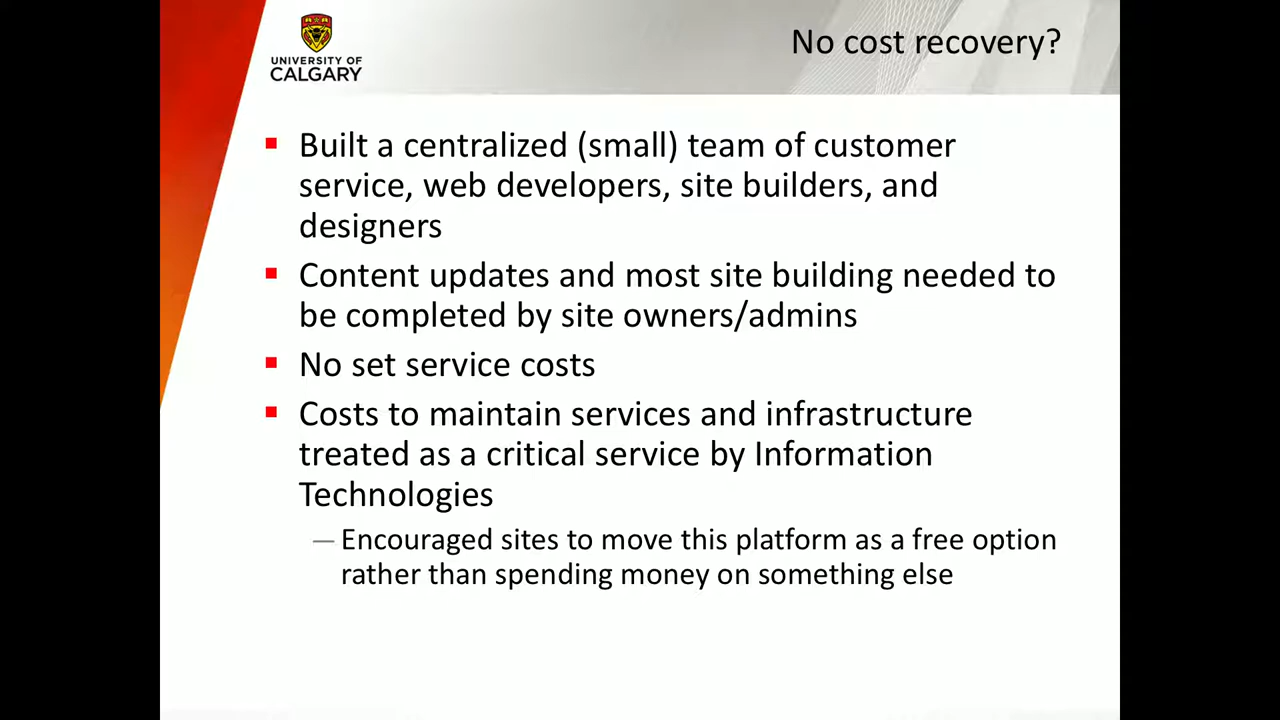 UNIVERSITY OF
CALGARY
No cost recovery?
Built a centralized (small) team of customer
service, web developers, site builders, and
designers
Content updates and most site building needed to
be completed by site owners/admins
No set service costs
Costs to maintain services and infrastructure
treated as a critical service by Information
Technologies
— Encouraged sites to move this platform as a free option
rather than spending money on something else